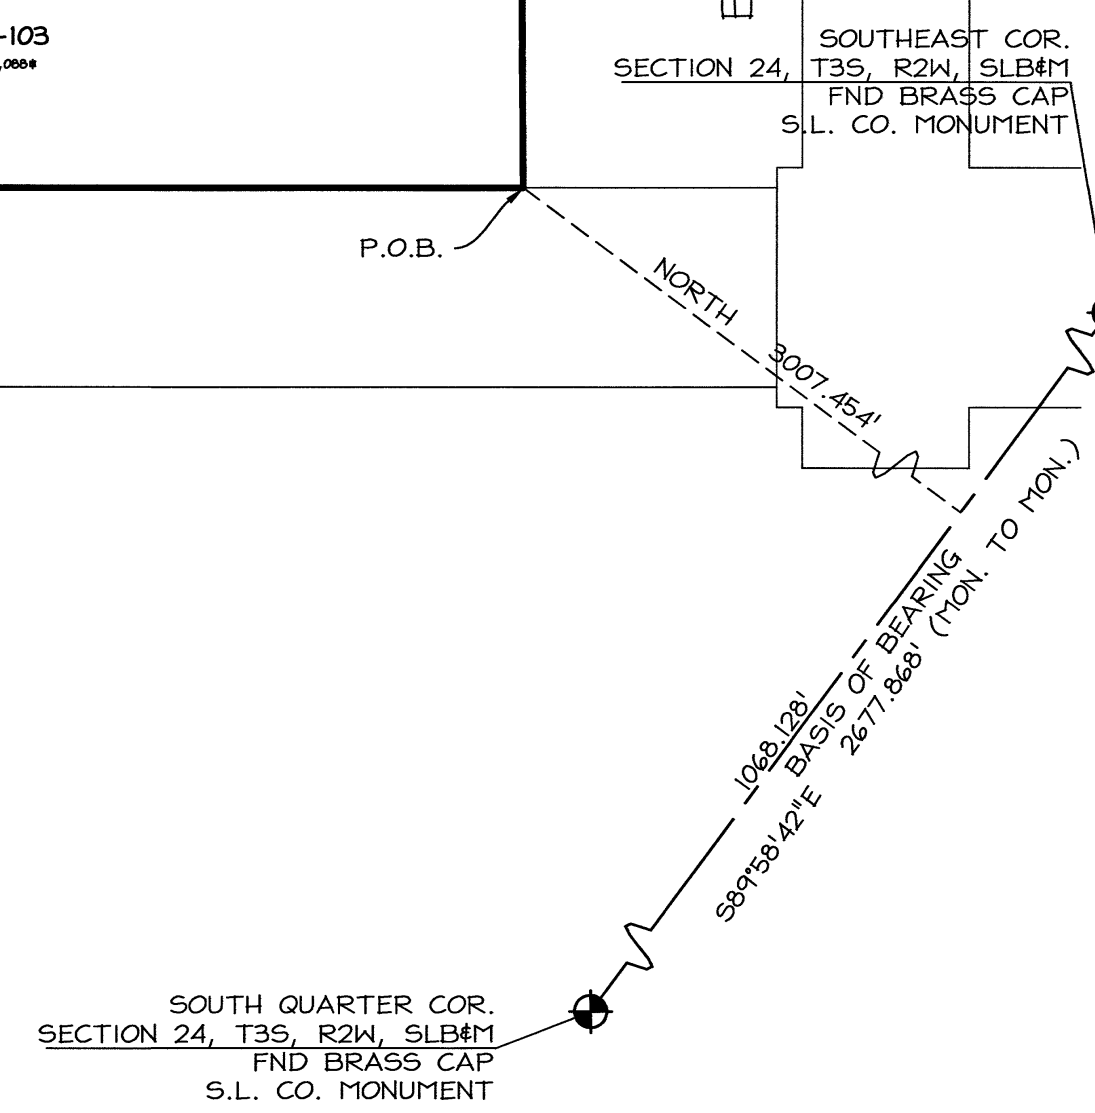 -103
,088⌗
SOUTHEAST COR.
SECTION 24, T3S, R2W, SLB&M
FND BRASS CAP
S.L. CO. MONUMENT
P.O.B.
NORTH 3007.454'
1068.128'
BASIS OF BEARING
S89°58'42"E 2677.868' (MON. TO MON.)
SOUTH QUARTER COR.
SECTION 24, T3S, R2W, SLB&M
FND BRASS CAP
S.L. CO. MONUMENT